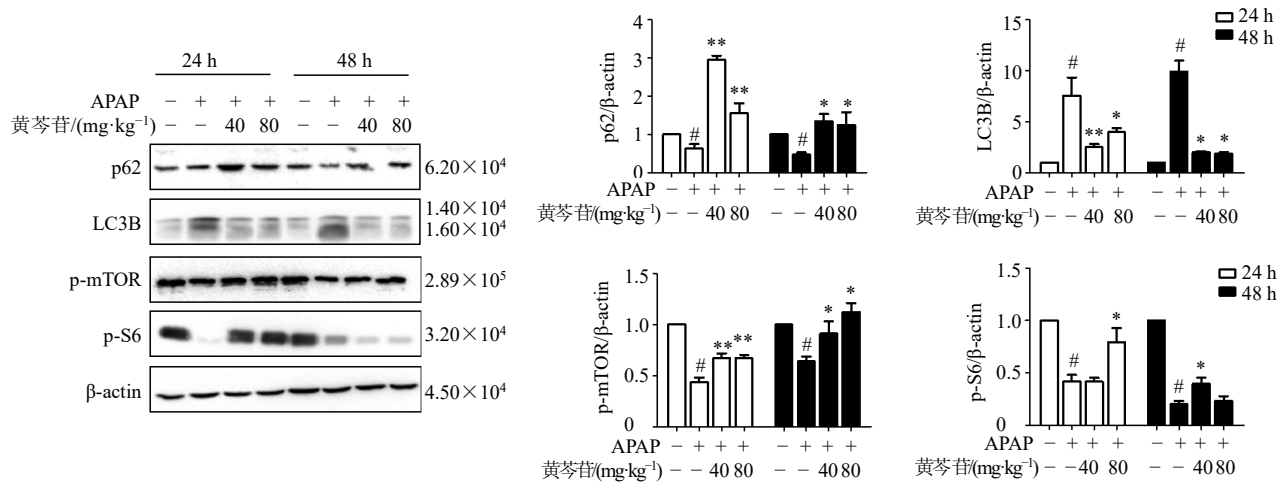 24 h 48 h
APAP − + + + − + + +
黄芩苷/(mg·kg⁻¹) − − 40 80 − − 40 80
p62 6.20×10⁴
LC3B 1.40×10⁴
1.60×10⁴
p-mTOR 2.89×10⁵
p-S6 3.20×10⁴
β-actin 4.50×10⁴
p62/β-actin
4
3
2
1
0
# ** ** # * *
APAP − + + + − + + +
黄芩苷/(mg·kg⁻¹) − − 40 80 − − 40 80
LC3B/β-actin
15
10
5
0
# ** * # * *
24 h
48 h
APAP − + + + − + + +
黄芩苷/(mg·kg⁻¹) − − 40 80 − − 40 80
p-mTOR/β-actin
1.5
1.0
0.5
0
# ** ** # * *
APAP − + + + − + + +
黄芩苷/(mg·kg⁻¹) − − 40 80 − − 40 80
p-S6/β-actin
1.5
1.0
0.5
0
# * # *
24 h
48 h
APAP − + + + − + + +
黄芩苷/(mg·kg⁻¹) − − 40 80 − − 40 80